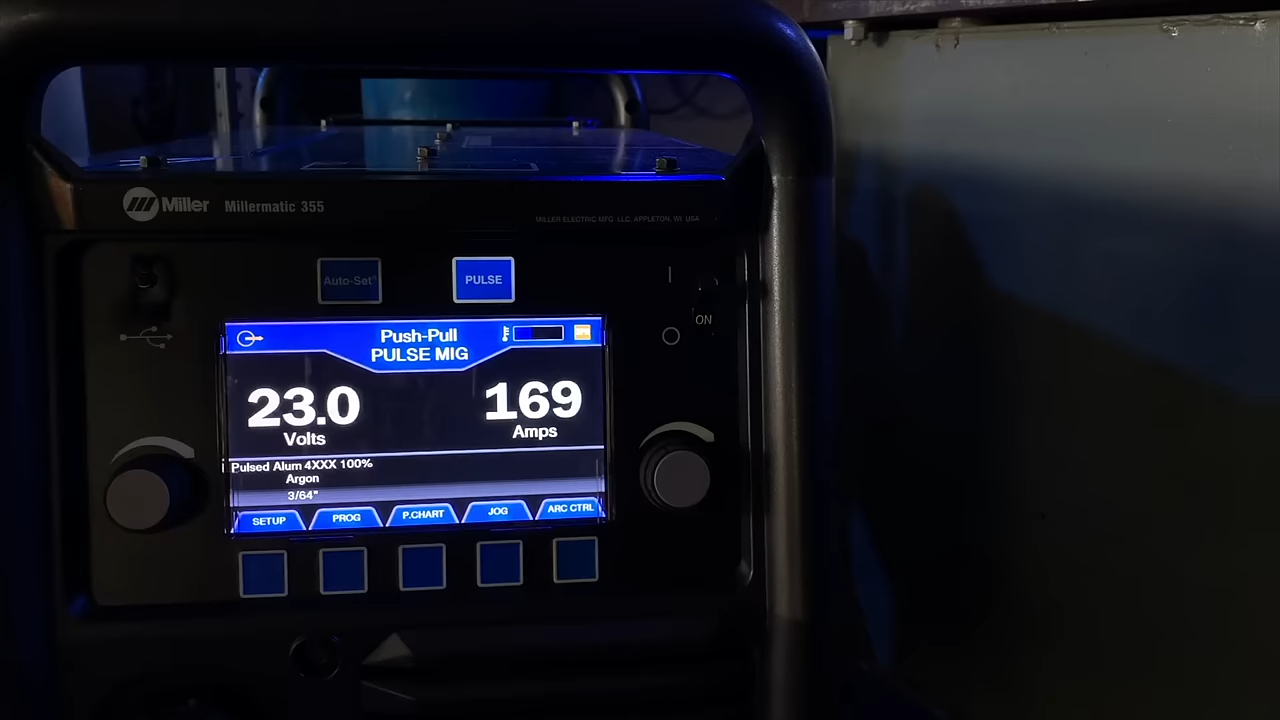 Miller Millermatic 355
MILLER ELECTRIC MFG. LLC, APPLETON, WI USA
Auto-Set®
PULSE
I
ON
O
Push-Pull
PULSE MIG
23.0
Volts
169
Amps
Pulsed Alum 4XXX 100%
Argon
3/64"
SETUP
PROG
P.CHART
JOG
ARC CTRL